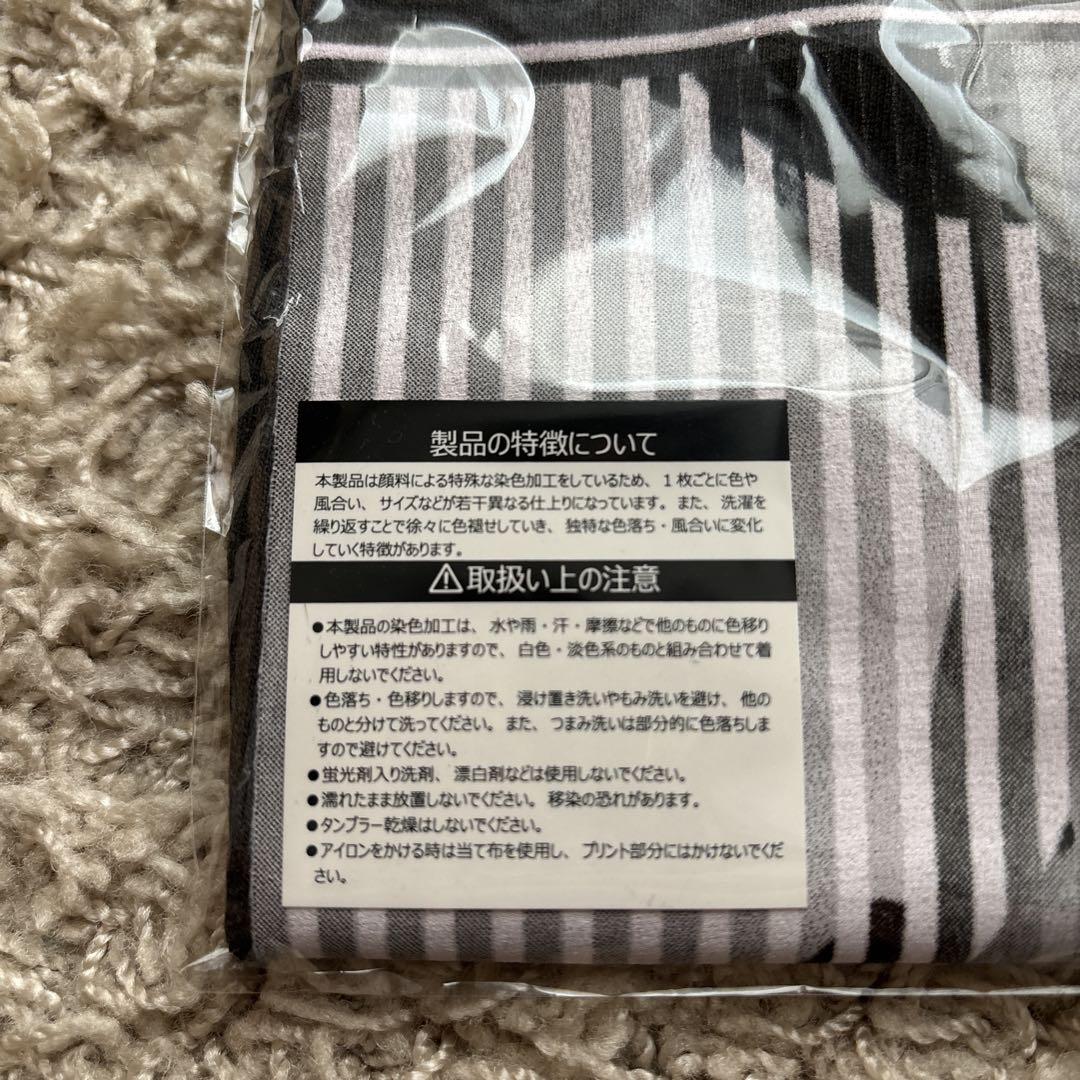 製品の特徴について
本製品は顔料による特殊な染色加工をしているため、1枚ごとに色や
風合い、サイズなどが若干異なる仕上りになっています。また、洗濯を
繰り返すことで徐々に色褪せしていき、独特な色落ち・風合いに変化
していく特徴があります。
⚠取扱い上の注意
●本製品の染色加工は、水や雨・汗・摩擦などで他のものに色移り
しやすい特性がありますので、白色・淡色系のものと組み合わせて着
用しないでください。
●色落ち・色移りしますので、浸け置き洗いやもみ洗いを避け、他の
ものと分けて洗ってください。また、つまみ洗いは部分的に色落ちしま
すので避けてください。
●蛍光剤入り洗剤、漂白剤などは使用しないでください。
●濡れたまま放置しないでください。移染の恐れがあります。
●タンブラー乾燥はしないでください。
●アイロンをかける時は当て布を使用し、プリント部分にはかけないでくだ
さい。